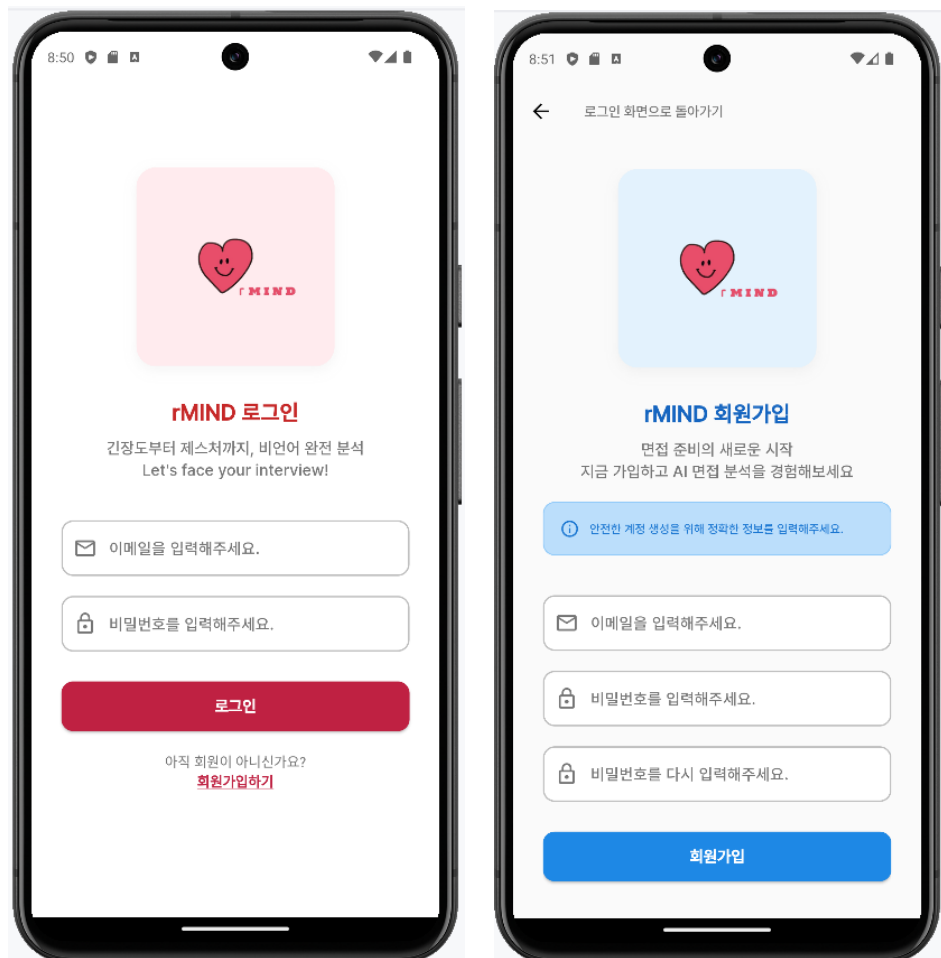 8:50
r MIND
rMIND 로그인
긴장도부터 제스처까지, 비언어 완전 분석
Let's face your interview!
이메일을 입력해주세요.
비밀번호를 입력해주세요.
로그인
아직 회원이 아니신가요?
회원가입하기
8:51
로그인 화면으로 돌아가기
r MIND
rMIND 회원가입
면접 준비의 새로운 시작
지금 가입하고 AI 면접 분석을 경험해보세요
안전한 계정 생성을 위해 정확한 정보를 입력해주세요.
이메일을 입력해주세요.
비밀번호를 입력해주세요.
비밀번호를 다시 입력해주세요.
회원가입